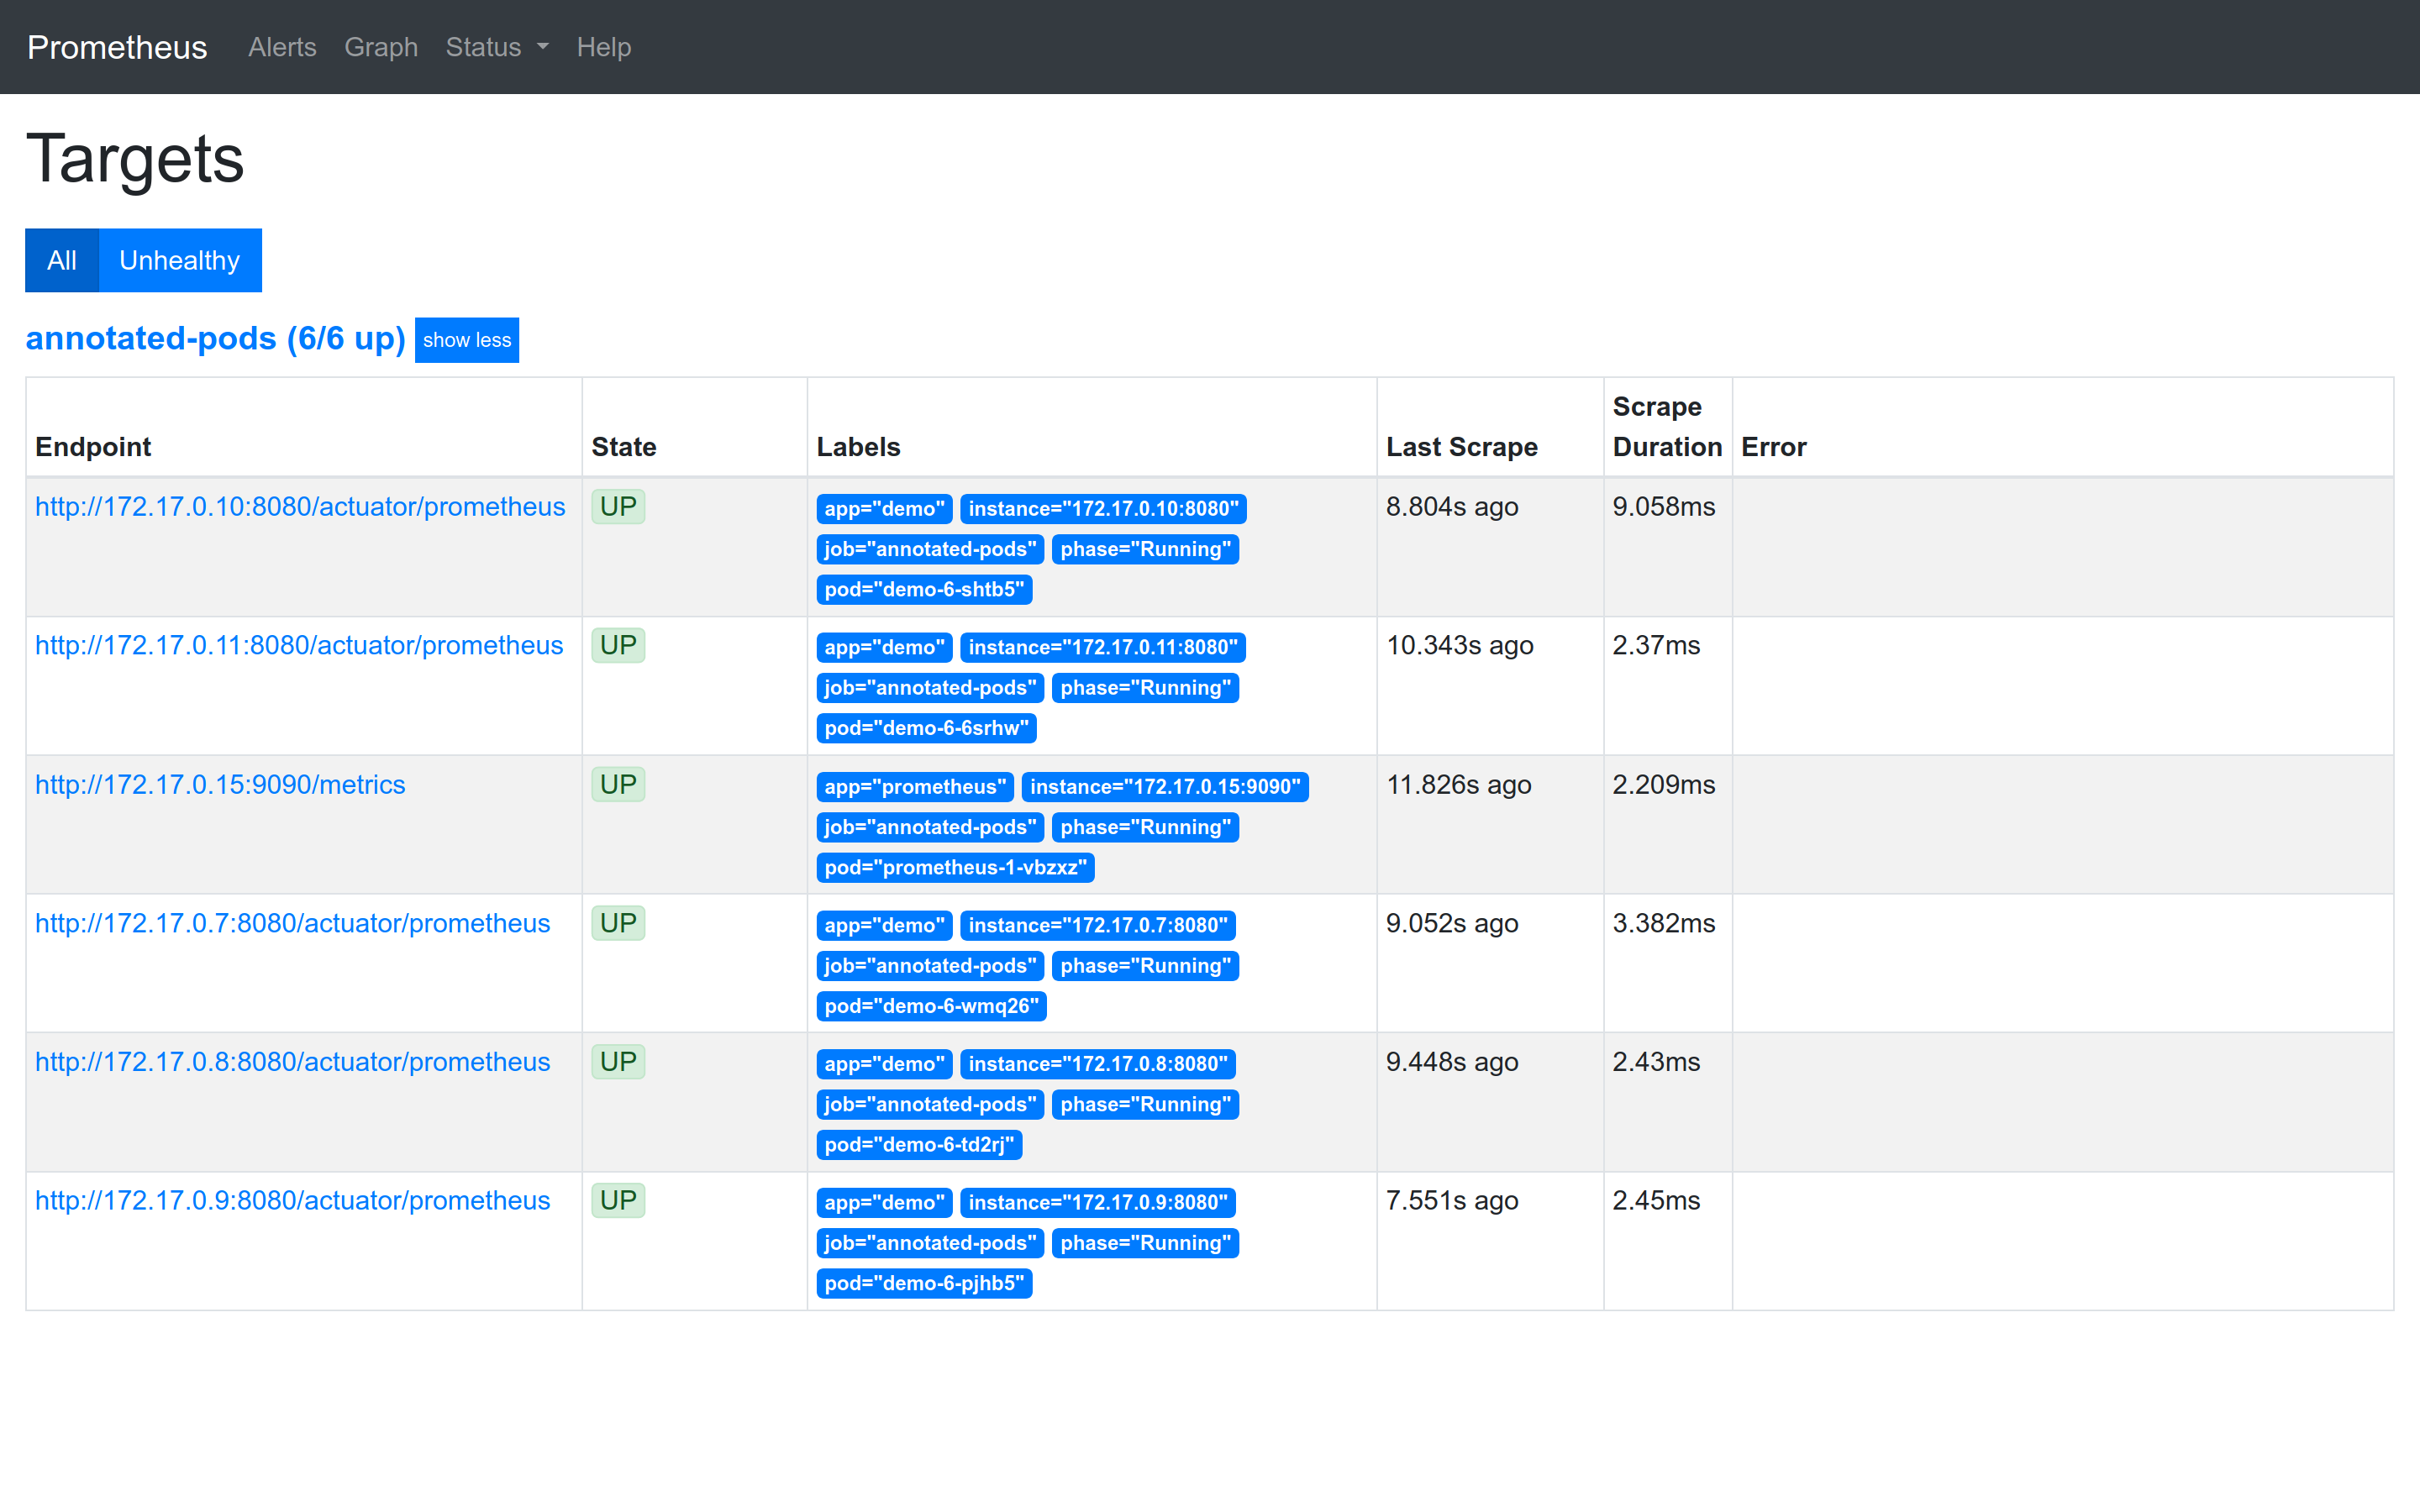 Prometheus Alerts Graph Status Help
Targets
All Unhealthy
annotated-pods (6/6 up) show less
Endpoint State Labels Last Scrape Scrape Duration Error
http://172.17.0.10:8080/actuator/prometheus UP app="demo" instance="172.17.0.10:8080" 8.804s ago 9.058ms
job="annotated-pods" phase="Running"
pod="demo-6-shtb5"
http://172.17.0.11:8080/actuator/prometheus UP app="demo" instance="172.17.0.11:8080" 10.343s ago 2.37ms
job="annotated-pods" phase="Running"
pod="demo-6-6srhw"
http://172.17.0.15:9090/metrics UP app="prometheus" instance="172.17.0.15:9090" 11.826s ago 2.209ms
job="annotated-pods" phase="Running"
pod="prometheus-1-vbzxz"
http://172.17.0.7:8080/actuator/prometheus UP app="demo" instance="172.17.0.7:8080" 9.052s ago 3.382ms
job="annotated-pods" phase="Running"
pod="demo-6-wmq26"
http://172.17.0.8:8080/actuator/prometheus UP app="demo" instance="172.17.0.8:8080" 9.448s ago 2.43ms
job="annotated-pods" phase="Running"
pod="demo-6-td2rj"
http://172.17.0.9:8080/actuator/prometheus UP app="demo" instance="172.17.0.9:8080" 7.551s ago 2.45ms
job="annotated-pods" phase="Running"
pod="demo-6-pjhb5"